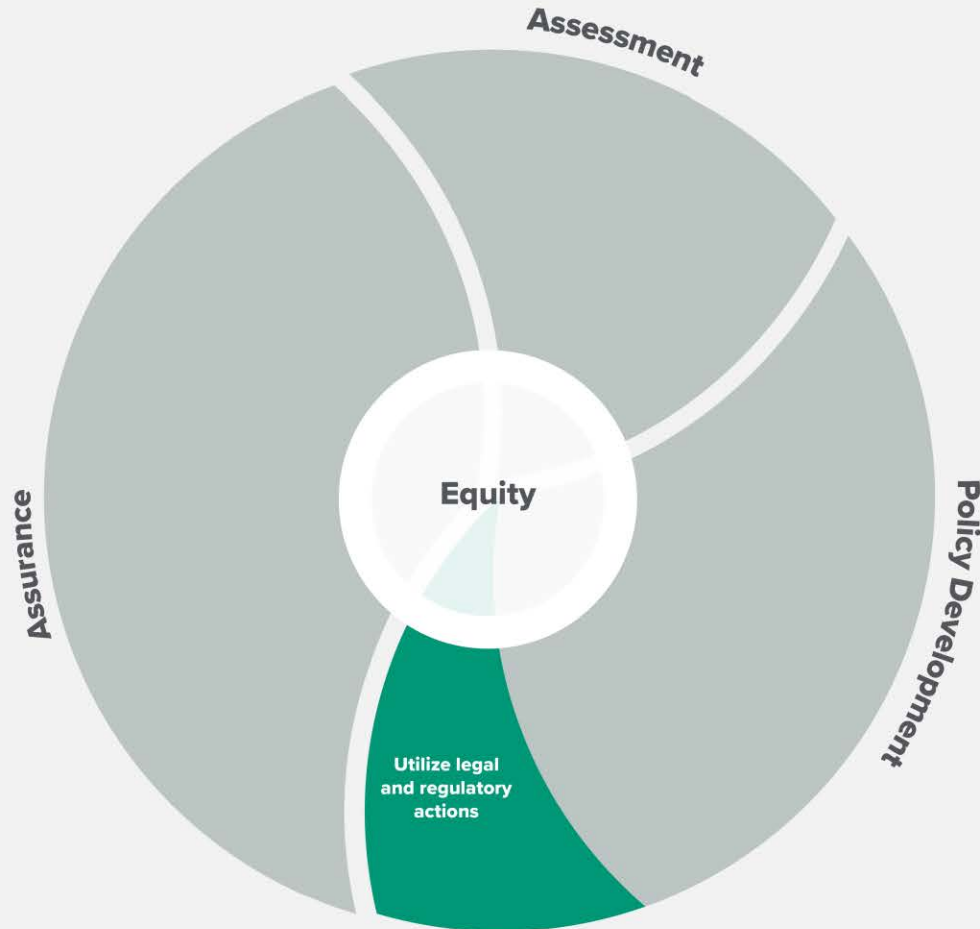 Assessment
Assurance
Equity
Policy Development
Utilize legal
and regulatory
actions